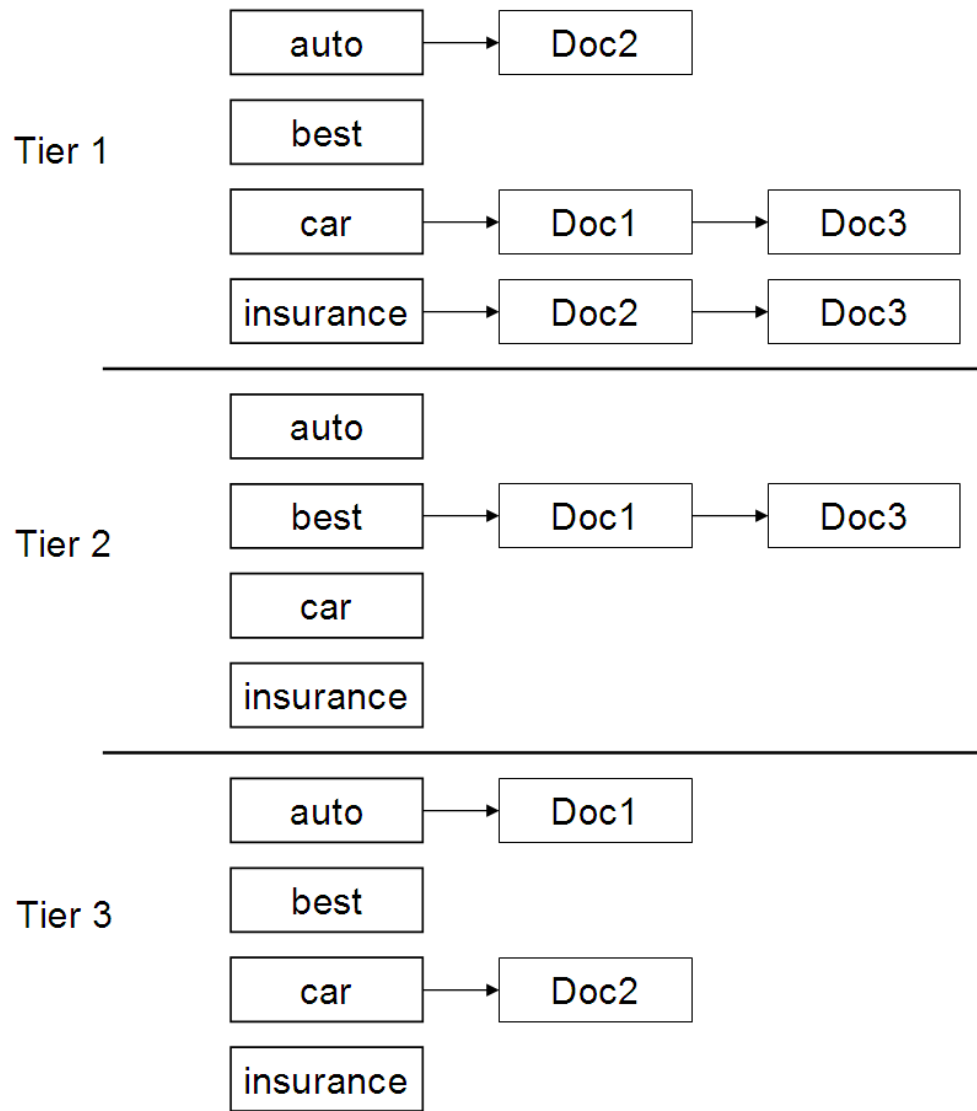 auto Doc2
Tier 1
best
car Doc1 Doc3
insurance Doc2 Doc3
auto
Tier 2
best Doc1 Doc3
car
insurance
auto Doc1
Tier 3
best
car Doc2
insurance